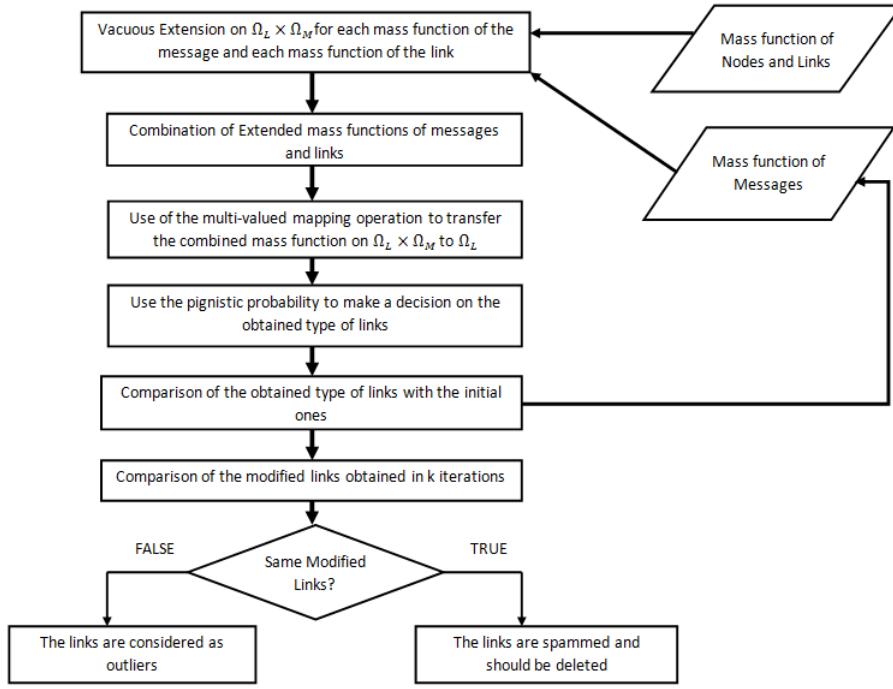 Vacuous Extension on Ω_L × Ω_M for each mass function of the
message and each mass function of the link
Mass function of
Nodes and Links
Combination of Extended mass functions of messages
and links
Mass function of
Messages
Use of the multi-valued mapping operation to transfer
the combined mass function on Ω_L × Ω_M to Ω_L
Use the pignistic probability to make a decision on the
obtained type of links
Comparison of the obtained type of links with the initial
ones
Comparison of the modified links obtained in k iterations
FALSE
TRUE
Same Modified
Links?
The links are considered as
outliers
The links are spammed and
should be deleted